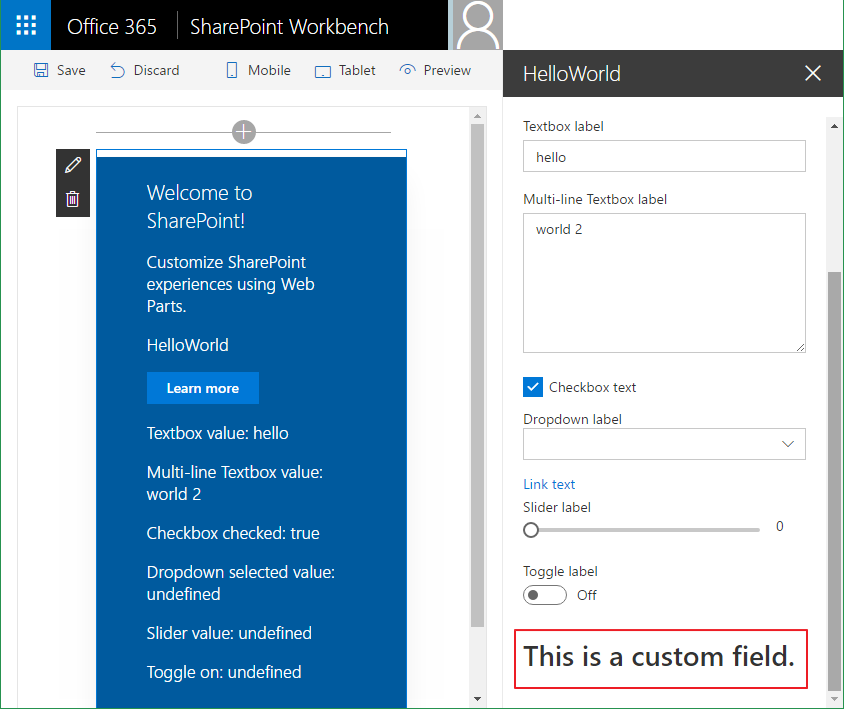 Office 365
SharePoint Workbench
Save
Discard
Mobile
Tablet
Preview
Welcome to
SharePoint!
Customize SharePoint
experiences using Web
Parts.
HelloWorld
Learn more
Textbox value: hello
Multi-line Textbox value:
world 2
Checkbox checked: true
Dropdown selected value:
undefined
Slider value: undefined
Toggle on: undefined
HelloWorld
Textbox label
hello
Multi-line Textbox label
world 2
Checkbox text
Dropdown label
Link text
Slider label
0
Toggle label
Off
This is a custom field.